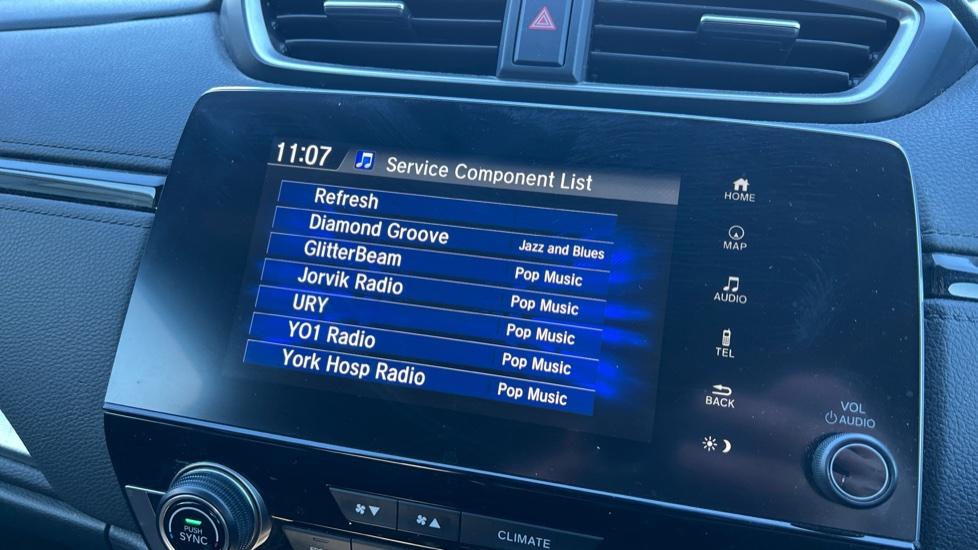 11:07 Service Component List
Refresh
Diamond Groove Jazz and Blues
GlitterBeam Pop Music
Jorvik Radio Pop Music
URY Pop Music
YO1 Radio Pop Music
York Hosp Radio Pop Music
HOME
MAP
AUDIO
TEL
BACK
VOL
AUDIO
PUSH
SYNC
CLIMATE